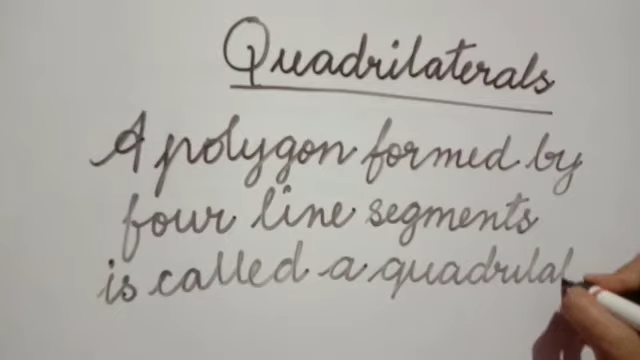 Quadrilaterals
A polygon formed by
four line segments
is called a quadrilat